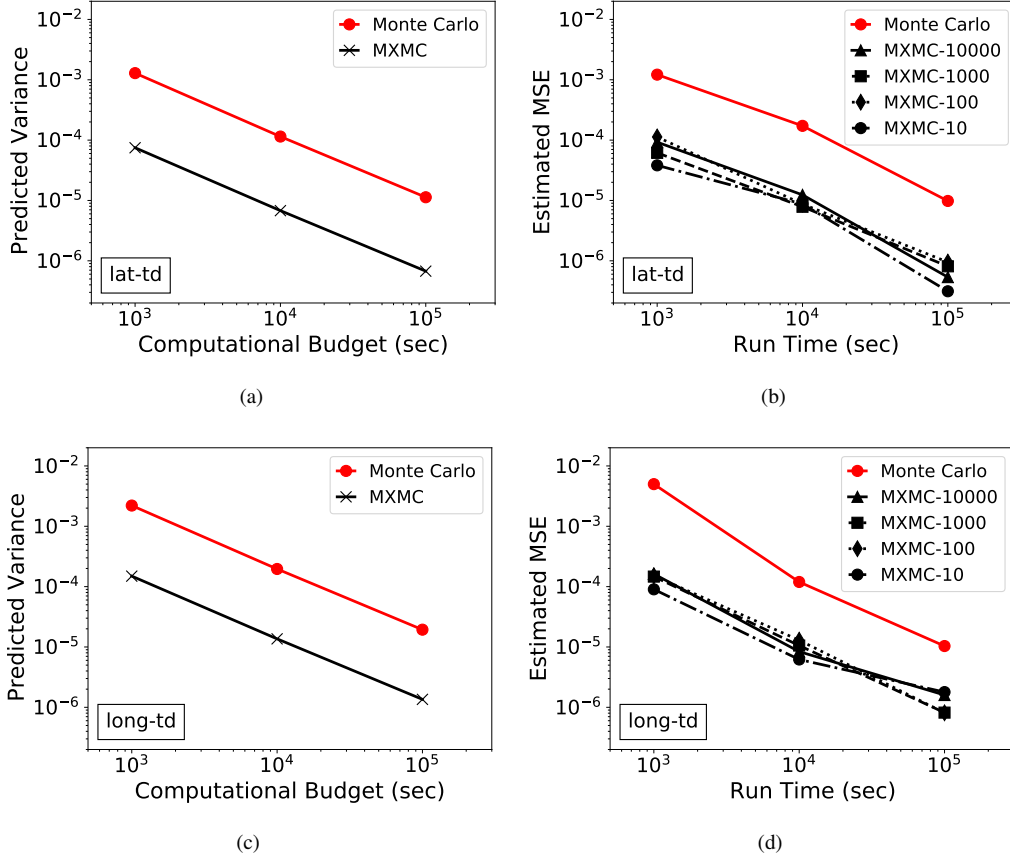 Predicted Variance
10⁻²
10⁻³
10⁻⁴
10⁻⁵
10⁻⁶
Monte Carlo
MXMC
lat-td
10³
10⁴
10⁵
Computational Budget (sec)
(a)
Estimated MSE
10⁻²
10⁻³
10⁻⁴
10⁻⁵
10⁻⁶
Monte Carlo
MXMC-10000
MXMC-1000
MXMC-100
MXMC-10
lat-td
10³
10⁴
10⁵
Run Time (sec)
(b)
Predicted Variance
10⁻²
10⁻³
10⁻⁴
10⁻⁵
10⁻⁶
Monte Carlo
MXMC
long-td
10³
10⁴
10⁵
Computational Budget (sec)
(c)
Estimated MSE
10⁻²
10⁻³
10⁻⁴
10⁻⁵
10⁻⁶
Monte Carlo
MXMC-10000
MXMC-1000
MXMC-100
MXMC-10
long-td
10³
10⁴
10⁵
Run Time (sec)
(d)